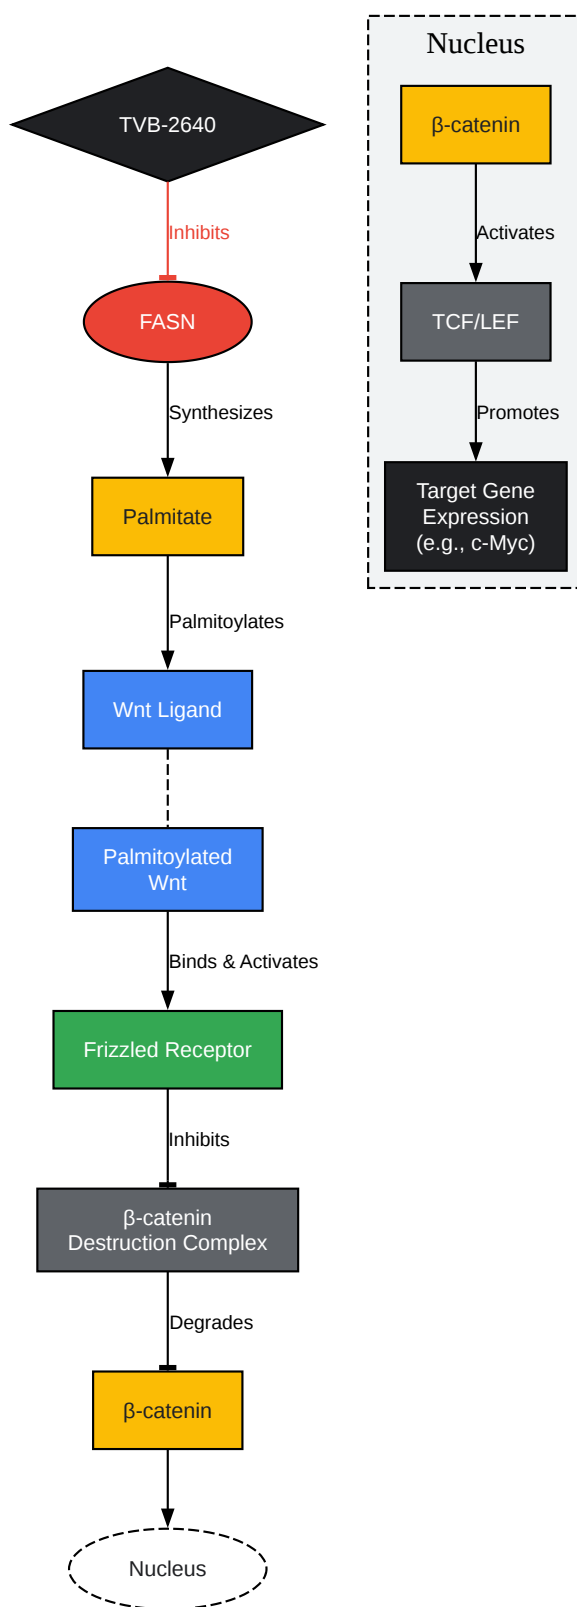 TVB-2640
Inhibits
FASN
Synthesizes
Palmitate
Palmitoylates
Wnt Ligand
Palmitoylated
Wnt
Binds & Activates
Frizzled Receptor
Inhibits
β-catenin
Destruction Complex
Degrades
β-catenin
Nucleus
Nucleus
β-catenin
Activates
TCF/LEF
Promotes
Target Gene
Expression
(e.g., c-Myc)